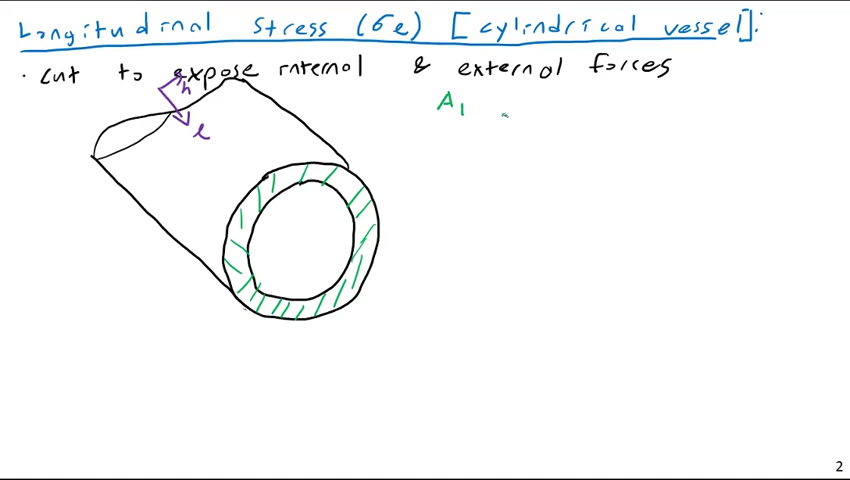 Longitudinal Stress (σℓ) [cylindrical vessel]:
· cut to expose internal & external forces
h
A1
ℓ
2